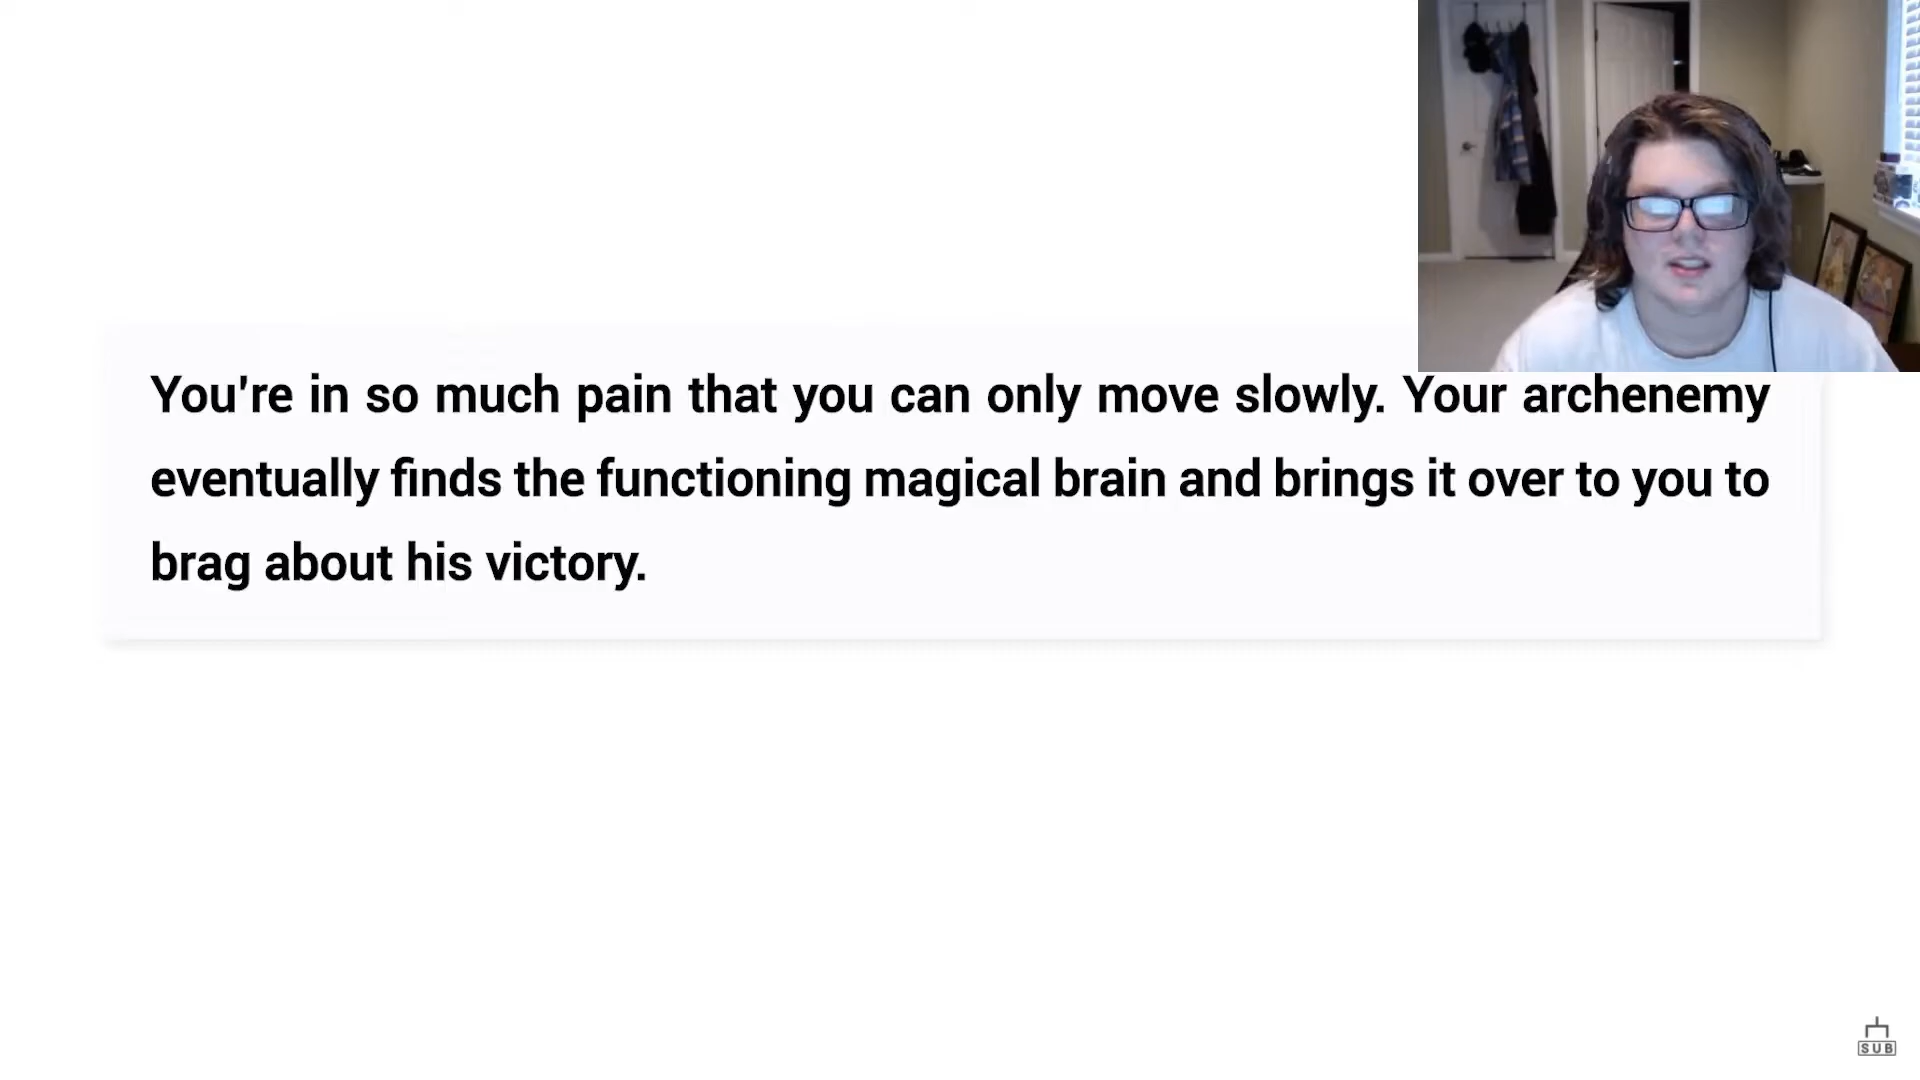 You're in so much pain that you can only move slowly. Your archenemy
eventually finds the functioning magical brain and brings it over to you to
brag about his victory.
SUB